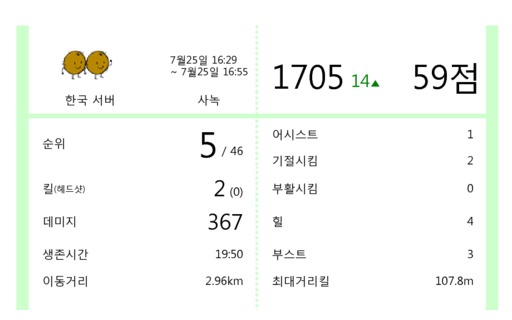 7월25일 16:29
~ 7월25일 16:55
한국 서버
사녹
1705 14▲ 59점
순위 5 / 46
킬(헤드샷) 2 (0)
데미지 367
생존시간 19:50
이동거리 2.96km
어시스트 1
기절시킴 2
부활시킴 0
힐 4
부스트 3
최대거리킬 107.8m